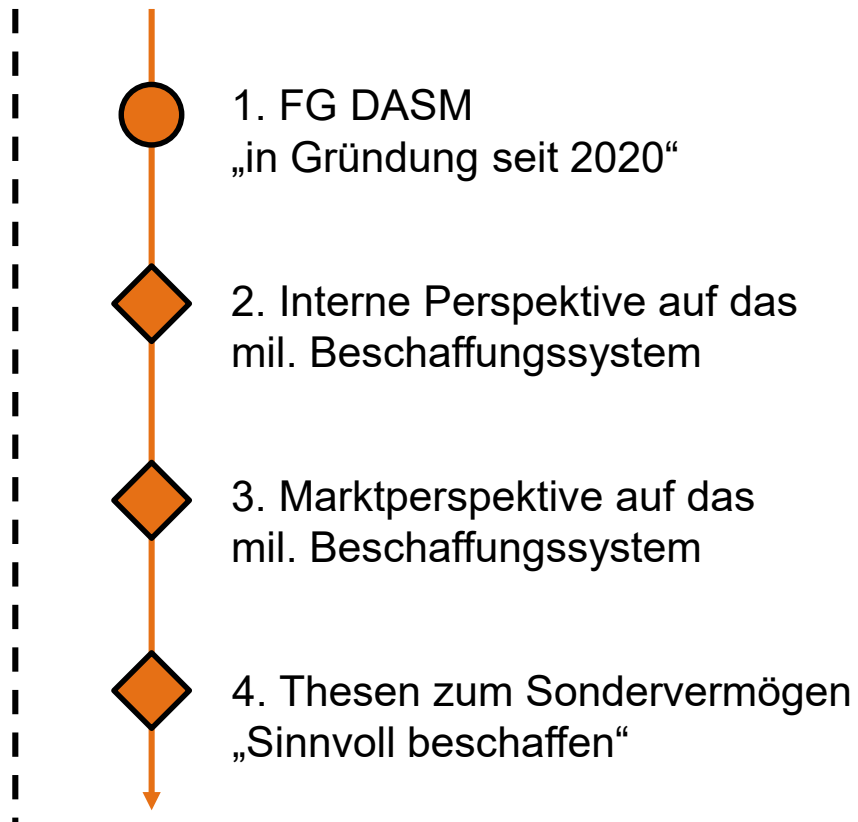 1. FG DASM
„in Gründung seit 2020“
2. Interne Perspektive auf das
mil. Beschaffungssystem
3. Marktperspektive auf das
mil. Beschaffungssystem
4. Thesen zum Sondervermögen
„Sinnvoll beschaffen“